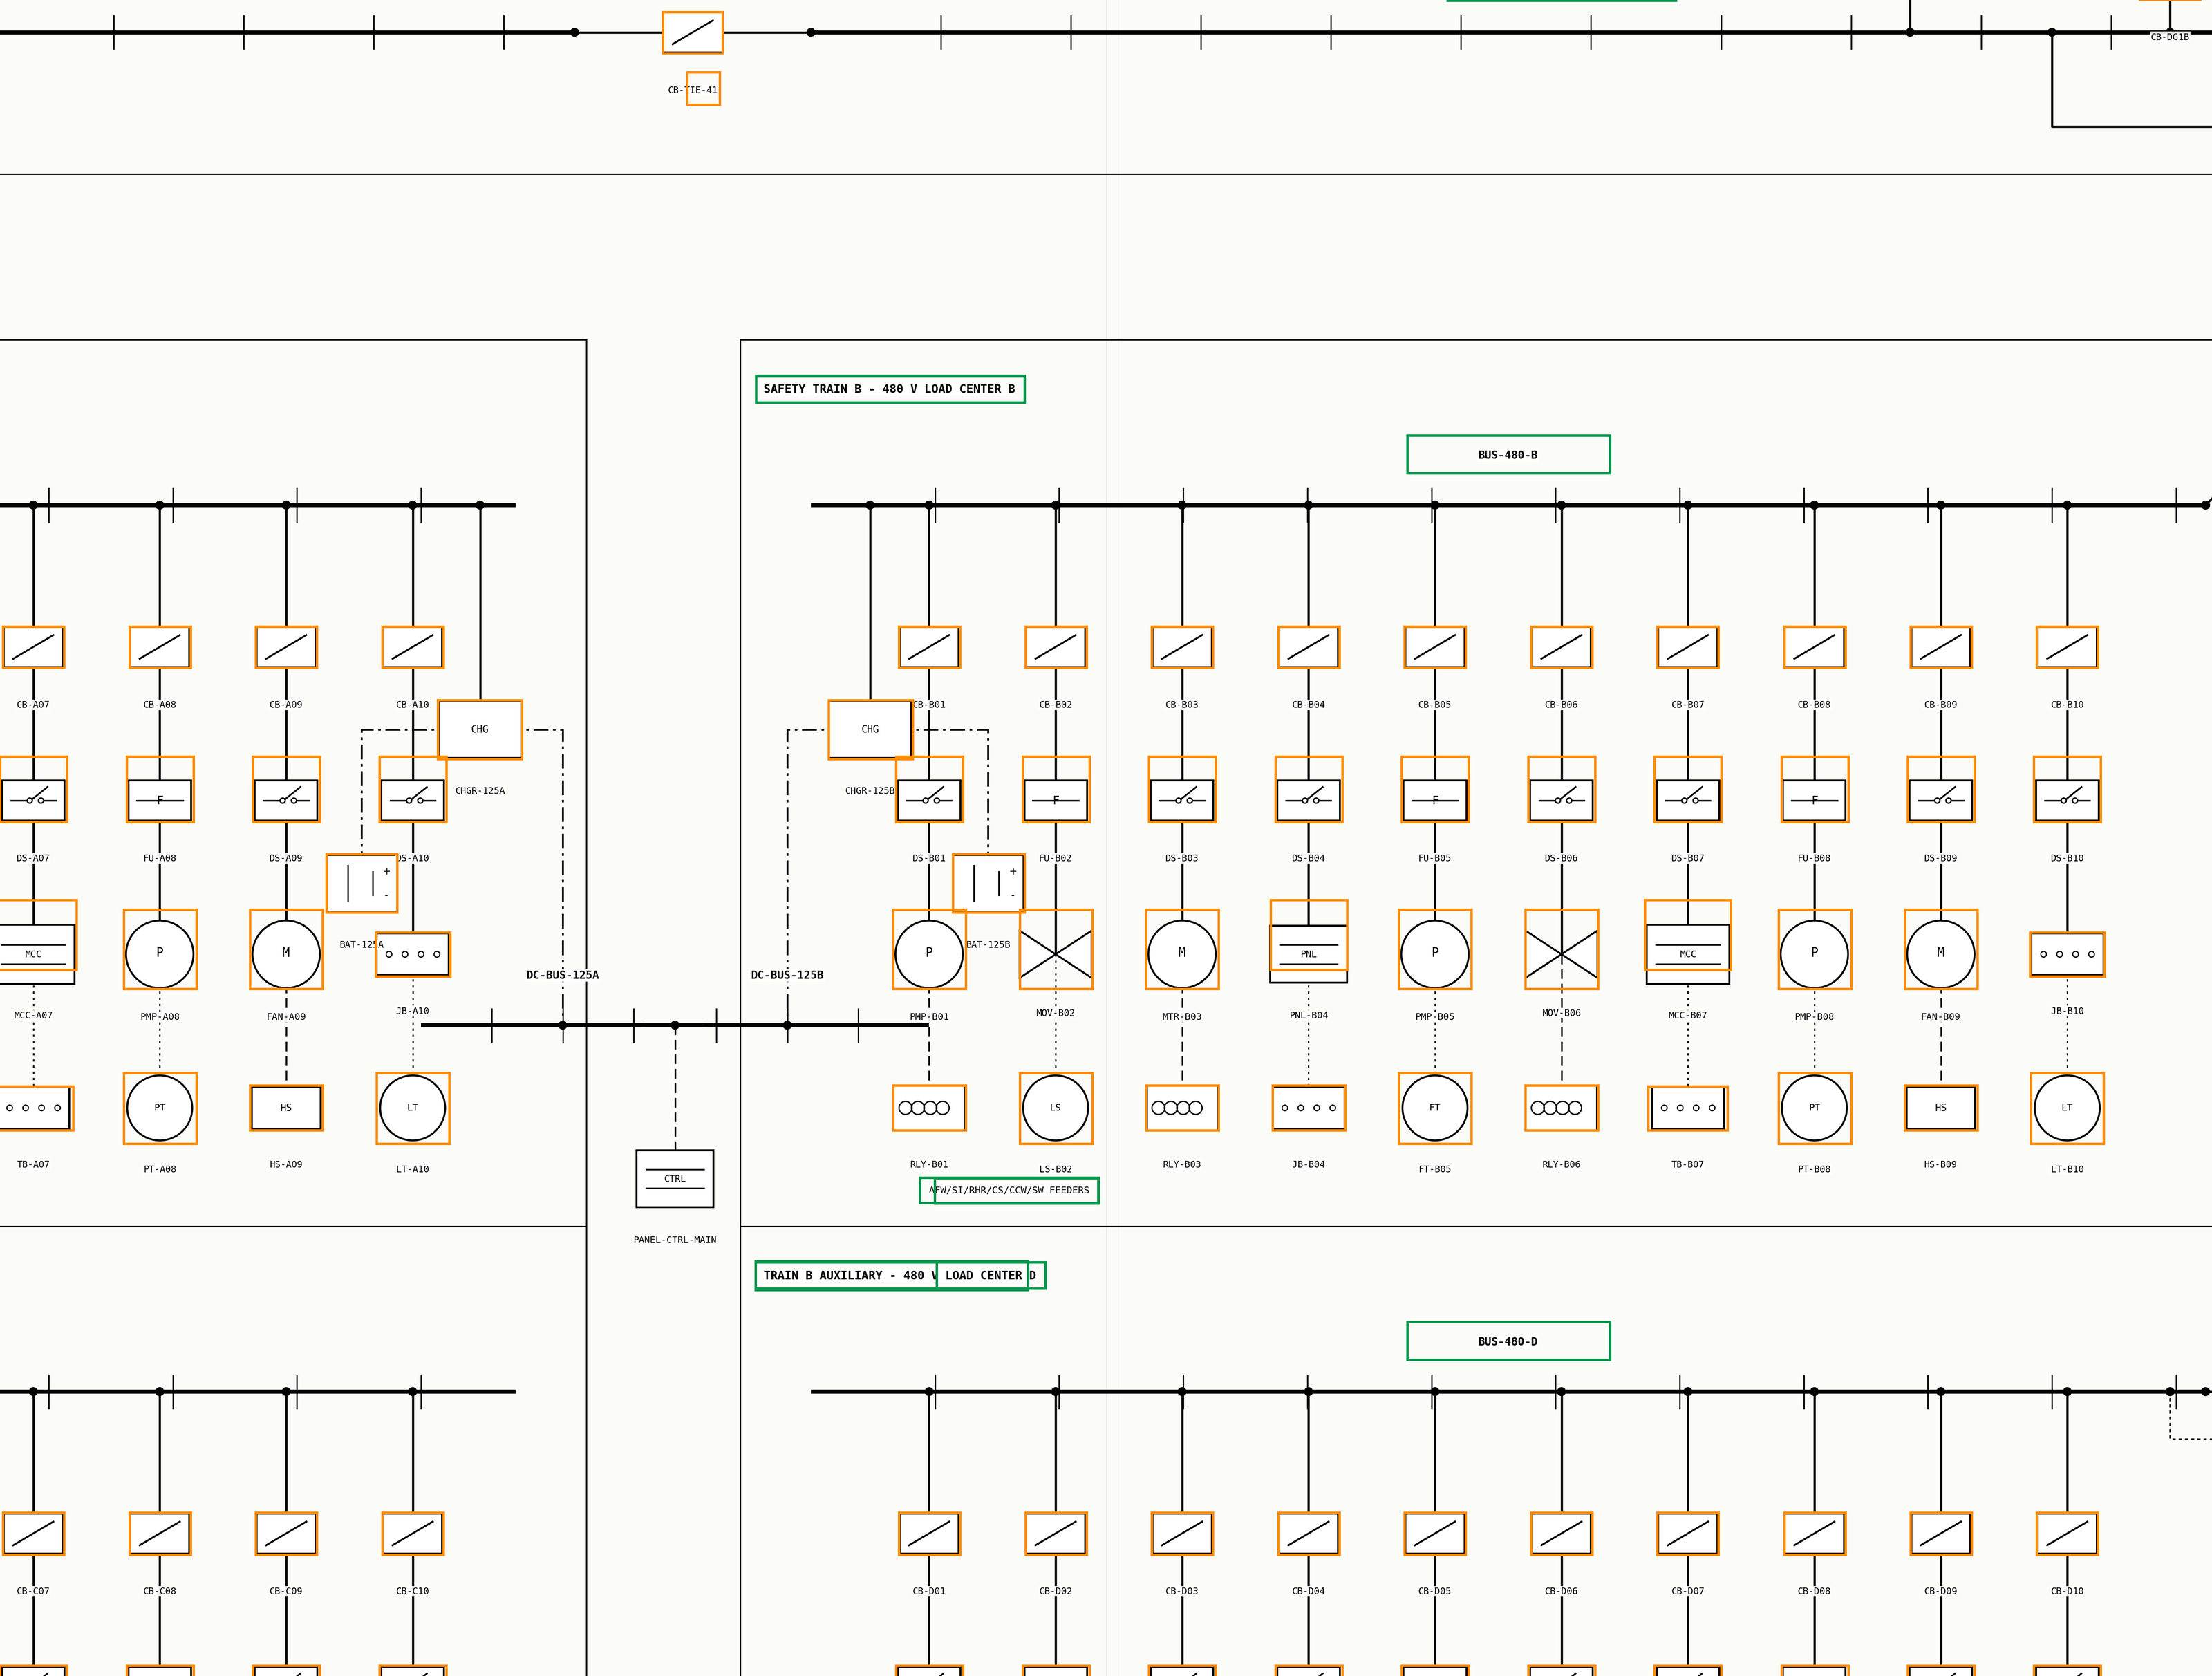 CB-DG1B
CB-TIE-41
SAFETY TRAIN B - 480 V LOAD CENTER B
BUS-480-B
CB-A07 CB-A08 CB-A09 CB-A10 CB-B01 CB-B02 CB-B03 CB-B04 CB-B05 CB-B06 CB-B07 CB-B08 CB-B09 CB-B10
CHG CHG
CHGR-125A CHGR-125B
F F F F
DS-A07 FU-A08 DS-A09 DS-A10 DS-B01 FU-B02 DS-B03 DS-B04 FU-B05 DS-B06 DS-B07 FU-B08 DS-B09 DS-B10
+ +
- -
BAT-125A BAT-125B
MCC P M P M PNL P MCC P M
DC-BUS-125A DC-BUS-125B
MCC-A07 PMP-A08 FAN-A09 JB-A10 PMP-B01 MOV-B02 MTR-B03 PNL-B04 PMP-B05 MOV-B06 MCC-B07 PMP-B08 FAN-B09 JB-B10
PT HS LT LS FT PT HS LT
TB-A07 PT-A08 HS-A09 LT-A10 RLY-B01 LS-B02 RLY-B03 JB-B04 FT-B05 RLY-B06 TB-B07 PT-B08 HS-B09 LT-B10
CTRL
AFW/SI/RHR/CS/CCW/SW FEEDERS
PANEL-CTRL-MAIN
TRAIN B AUXILIARY - 480 V LOAD CENTER D
BUS-480-D
CB-C07 CB-C08 CB-C09 CB-C10 CB-D01 CB-D02 CB-D03 CB-D04 CB-D05 CB-D06 CB-D07 CB-D08 CB-D09 CB-D10